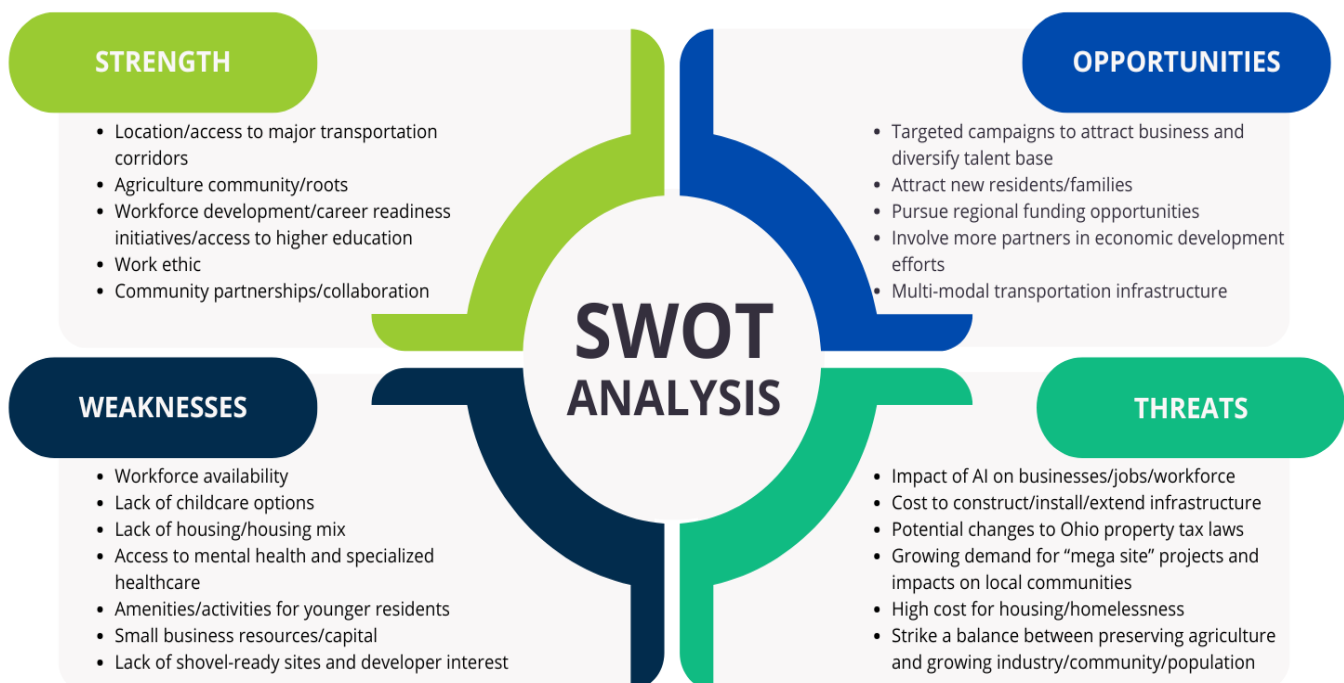 STRENGTH
• Location/access to major transportation
corridors
• Agriculture community/roots
• Workforce development/career readiness
initiatives/access to higher education
• Work ethic
• Community partnerships/collaboration
OPPORTUNITIES
• Targeted campaigns to attract business and
diversify talent base
• Attract new residents/families
• Pursue regional funding opportunities
• Involve more partners in economic development
efforts
• Multi-modal transportation infrastructure
SWOT
ANALYSIS
WEAKNESSES
• Workforce availability
• Lack of childcare options
• Lack of housing/housing mix
• Access to mental health and specialized
healthcare
• Amenities/activities for younger residents
• Small business resources/capital
• Lack of shovel-ready sites and developer interest
THREATS
• Impact of AI on businesses/jobs/workforce
• Cost to construct/install/extend infrastructure
• Potential changes to Ohio property tax laws
• Growing demand for “mega site” projects and
impacts on local communities
• High cost for housing/homelessness
• Strike a balance between preserving agriculture
and growing industry/community/population